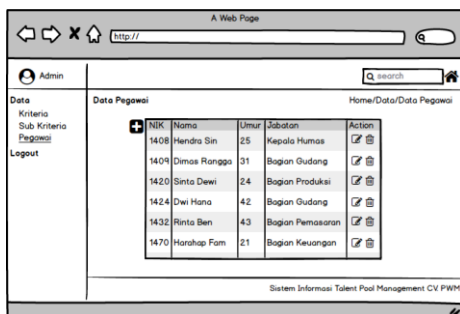 A Web Page
http://
Admin
search
Data
Kriteria
Sub Kriteria
Pegawai
Logout
Data Pegawai
Home/Data/Data Pegawai
NIK Nama Umur Jabatan Action
1408 Hendra Sin 25 Kepala Humas
1409 Dimas Rangga 31 Bagian Gudang
1420 Sinta Dewi 24 Bagian Produksi
1424 Dwi Hana 42 Bagian Gudang
1432 Rinta Ben 43 Bagian Pemasaran
1470 Harahap Fam 21 Bagian Keuangan
Sistem Informasi Talent Pool Management CV. PWM